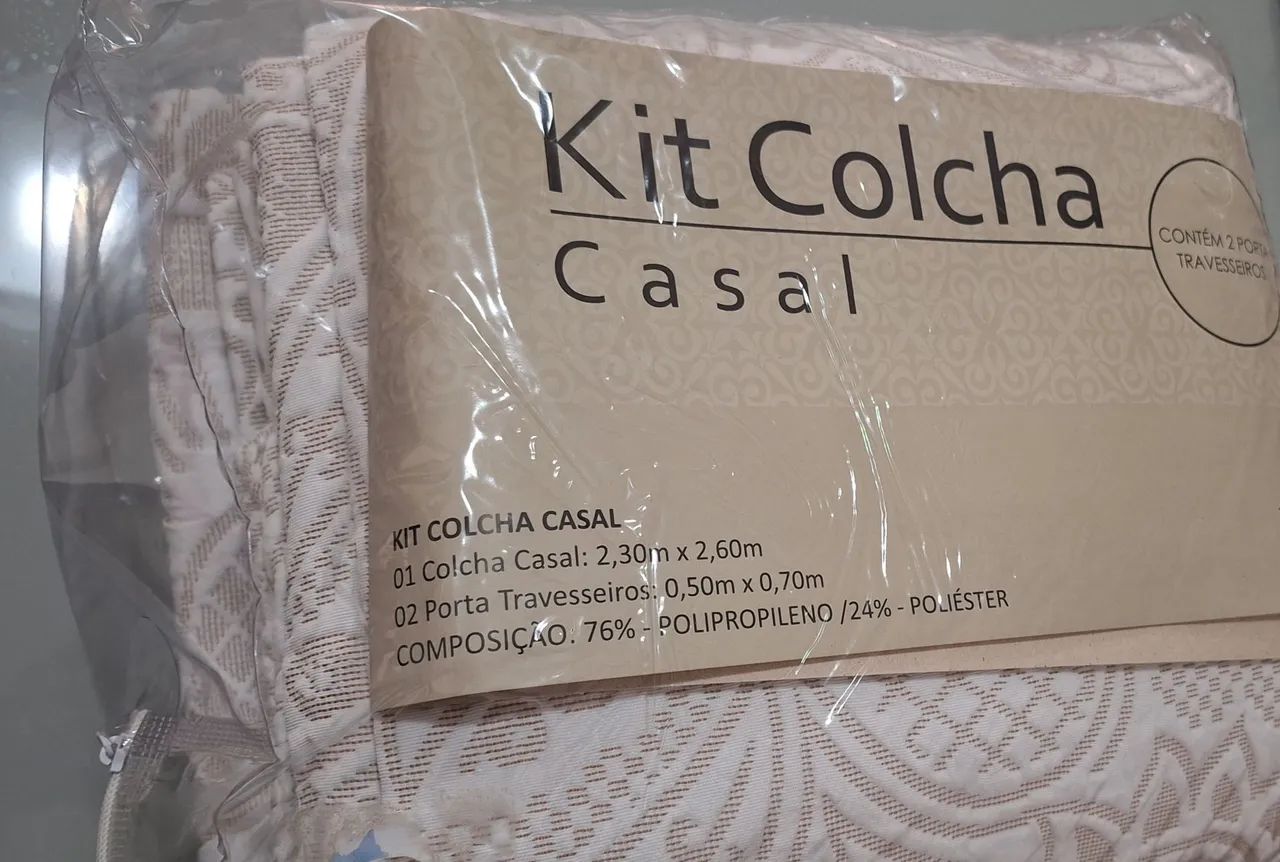 Kit Colcha
Casal
CONTÉM 2 PORTA
TRAVESSEIROS
KIT COLCHA CASAL
01 Colcha Casal: 2,30m x 2,60m
02 Porta Travesseiros: 0,50m x 0,70m
COMPOSIÇÃO: 76% - POLIPROPILENO /24% - POLIÉSTER